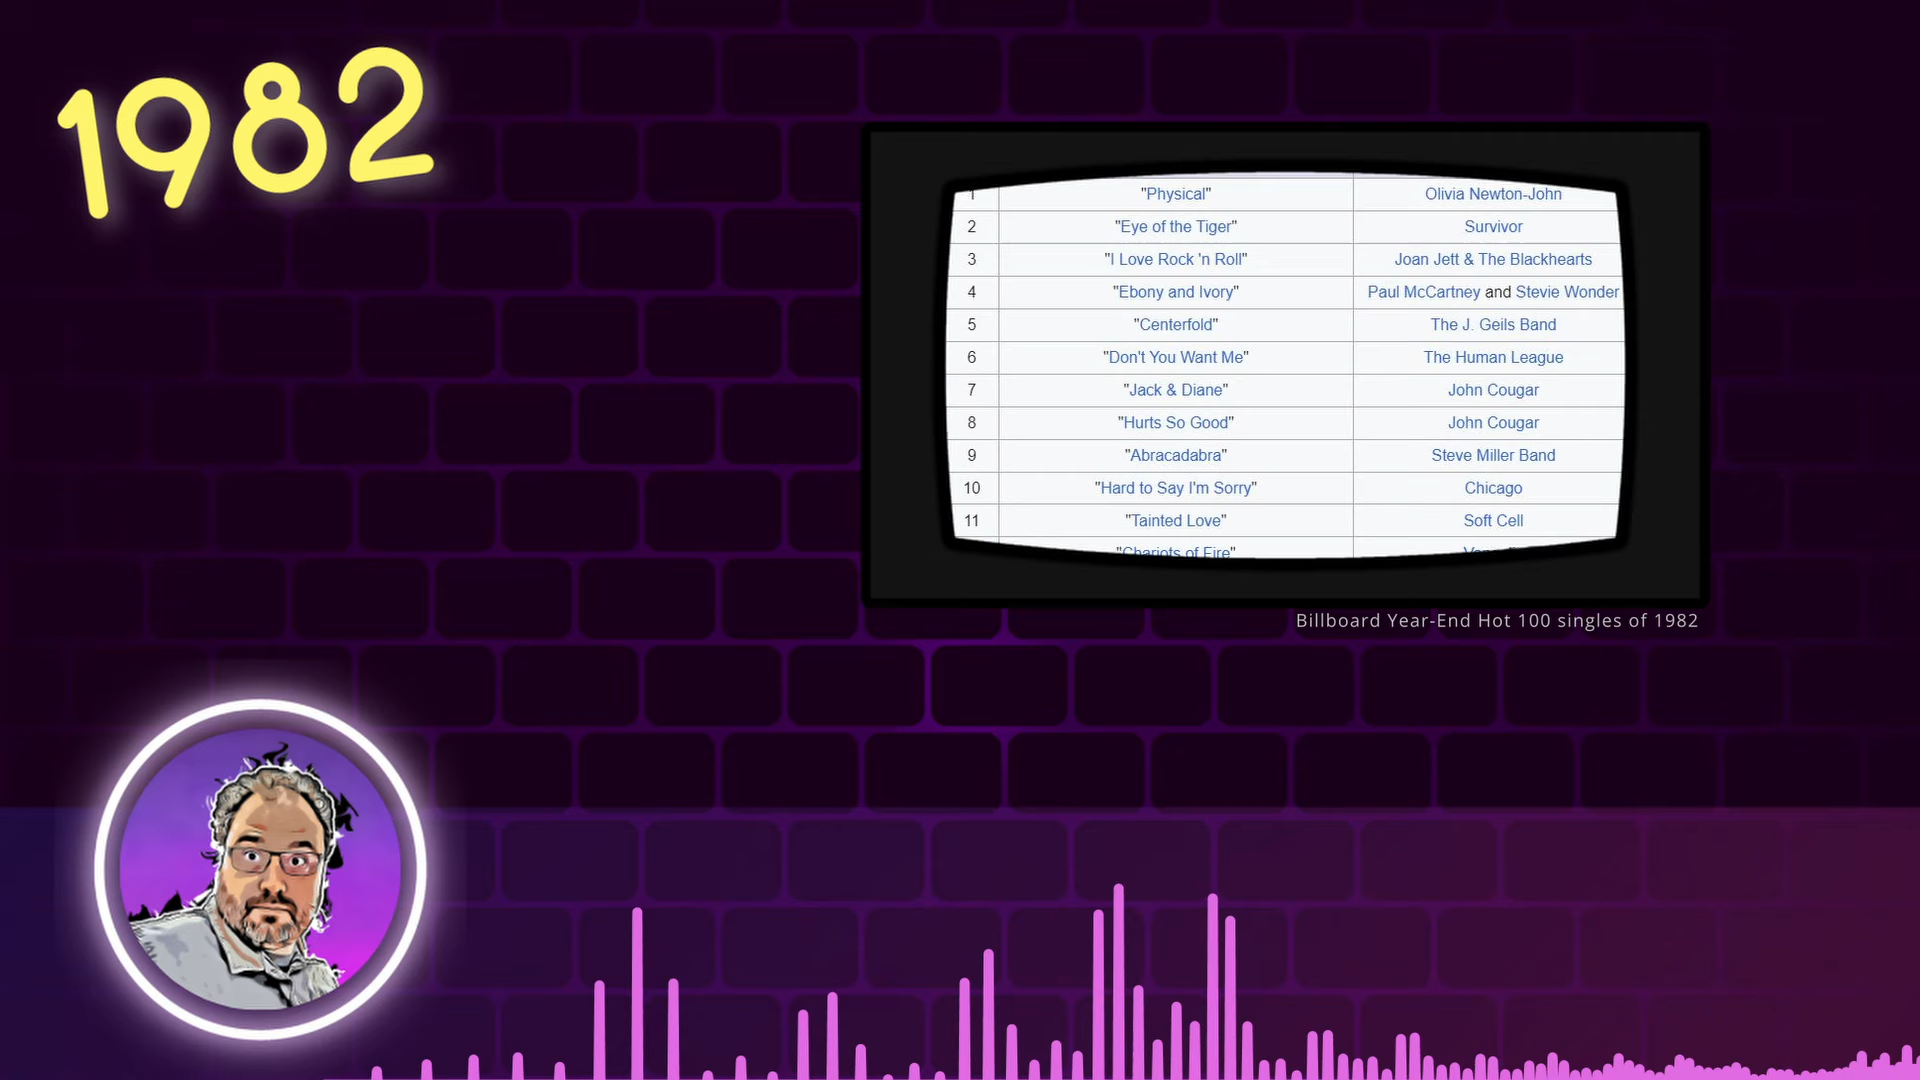 1982
1 "Physical" Olivia Newton-John
2 "Eye of the Tiger" Survivor
3 "I Love Rock 'n Roll" Joan Jett & The Blackhearts
4 "Ebony and Ivory" Paul McCartney and Stevie Wonder
5 "Centerfold" The J. Geils Band
6 "Don't You Want Me" The Human League
7 "Jack & Diane" John Cougar
8 "Hurts So Good" John Cougar
9 "Abracadabra" Steve Miller Band
10 "Hard to Say I'm Sorry" Chicago
11 "Tainted Love" Soft Cell
"Chariots of Fire"
Billboard Year-End Hot 100 singles of 1982